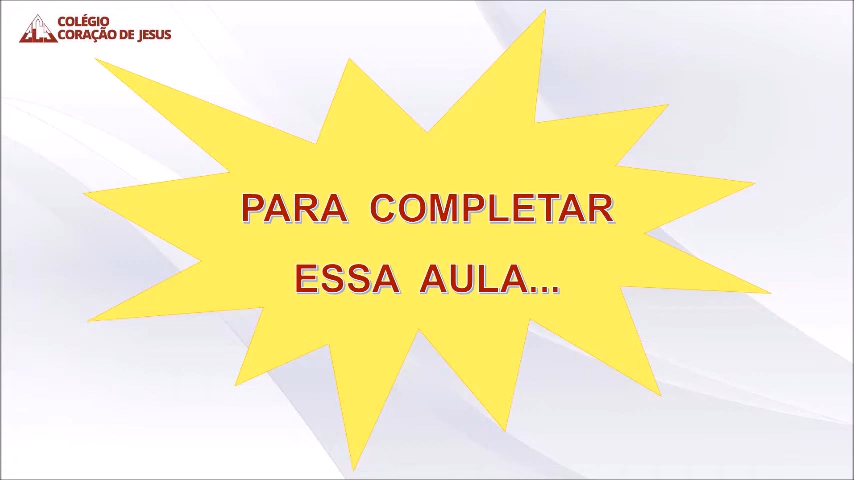 COLÉGIO
CORAÇÃO DE JESUS
PARA COMPLETAR
ESSA AULA...